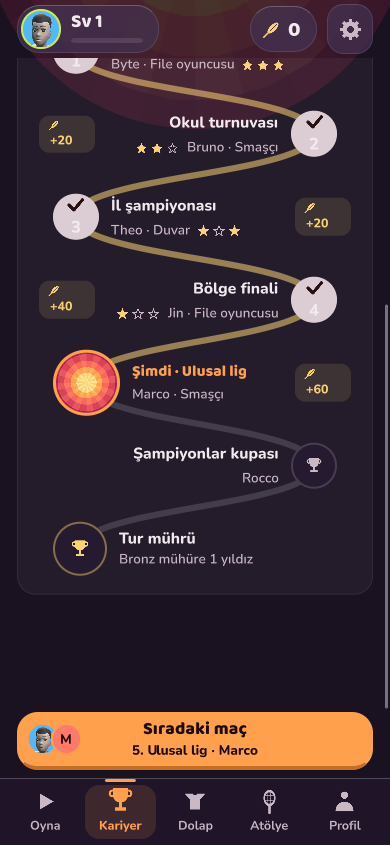 Sv 1
0
1
Byte · File oyuncusu
Okul turnuvası
+20
Bruno · Smaşçı
2
İl şampiyonası
3
Theo · Duvar
+20
Bölge finali
+40
Jin · File oyuncusu
4
Şimdi · Ulusal lig
Marco · Smaşçı
+60
Şampiyonlar kupası
Rocco
Tur mührü
Bronz mühüre 1 yıldız
Sıradaki maç
M
5. Ulusal lig · Marco
Oyna
Kariyer
Dolap
Atölye
Profil